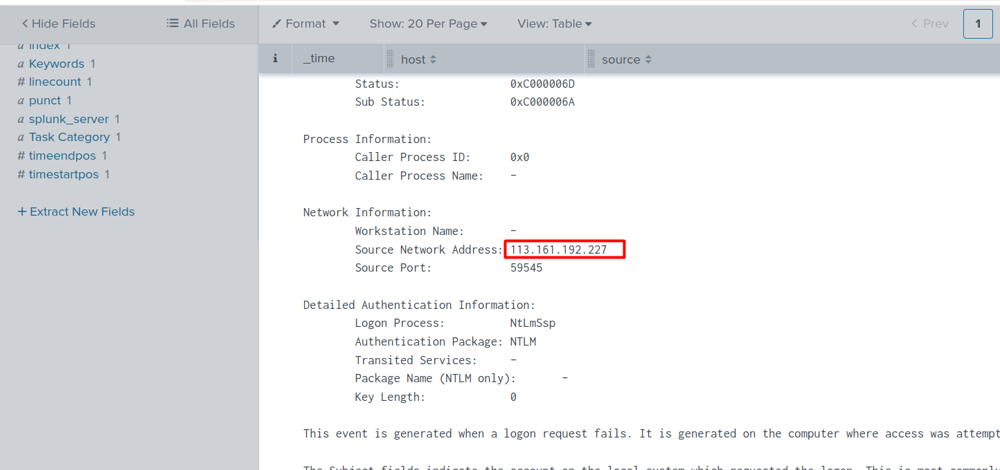 Hide Fields
All Fields
Format
Show: 20 Per Page
View: Table
Prev
1
i
_time
host
source
a index 1
a Keywords 1
# linecount 1
a punct 1
a splunk_server 1
a Task Category 1
# timeendpos 1
# timestartpos 1
+ Extract New Fields
Status: 0xC000006D
Sub Status: 0xC000006A
Process Information:
Caller Process ID: 0x0
Caller Process Name: -
Network Information:
Workstation Name: -
Source Network Address: 113.161.192.227
Source Port: 59545
Detailed Authentication Information:
Logon Process: NtLmSsp
Authentication Package: NTLM
Transited Services: -
Package Name (NTLM only): -
Key Length: 0
This event is generated when a logon request fails. It is generated on the computer where access was attempt
The Subject fields indicate the account on the local system which requested the logon. This is most commonly